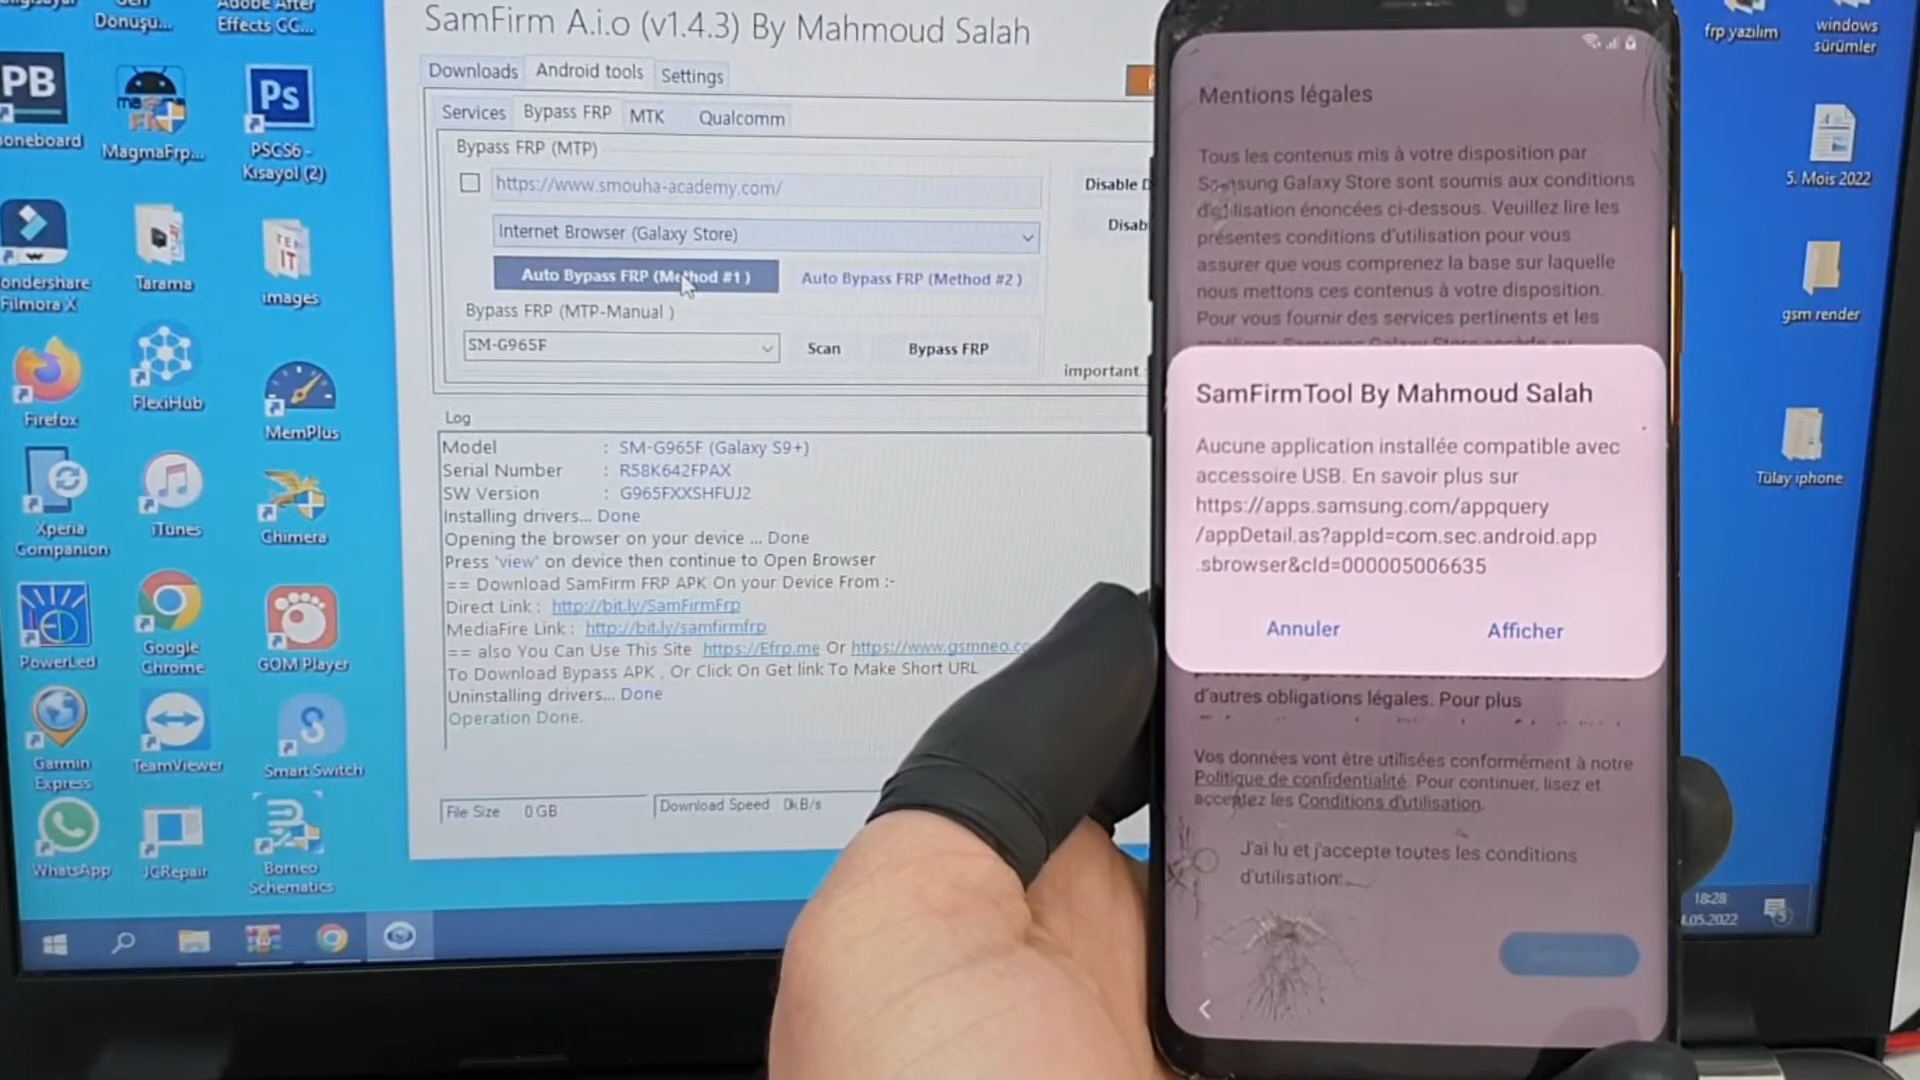 Dönüşü...
Adobe After
Effects CC...
PB
oneboard
MagmaFrp...
Ps
PSCS6 -
Kısayol (2)
ondershare
Filmora X
Tarama
images
Firefox
FlexiHub
MemPlus
Xperia
Companion
iTunes
Chimera
PowerLed
Google
Chrome
GOM Player
Garmin
Express
TeamViewer
Smart Switch
WhatsApp
JCRepair
Borneo
Schematics
SamFirm A.i.o (v1.4.3) By Mahmoud Salah
Downloads
Android tools
Settings
Services
Bypass FRP
MTK
Qualcomm
Bypass FRP (MTP)
https://www.smouha-academy.com/
Disable
Internet Browser (Galaxy Store)
Disab
Auto Bypass FRP (Method #1 )
Auto Bypass FRP (Method #2 )
Bypass FRP (MTP-Manual )
SM-G965F
Scan
Bypass FRP
important :
Log
Model : SM-G965F (Galaxy S9+)
Serial Number : R58K642FPAX
SW Version : G965FXXSHFUJ2
Installing drivers... Done
Opening the browser on your device ... Done
Press 'view' on device then continue to Open Browser
== Download SamFirm FRP APK On your Device From :-
Direct Link : http://bit.ly/SamFirmFrp
MediaFire Link : http://bit.ly/samfirmfrp
== also You Can Use This Site https://Efrp.me Or https://www.gsmneo.co
To Download Bypass APK , Or Click On Get link To Make Short URL
Uninstalling drivers... Done
Operation Done.
File Size 0 GB
Download Speed 0kB/s
Mentions légales
Tous les contenus mis à votre disposition par
Samsung Galaxy Store sont soumis aux conditions
d'utilisation énoncées ci-dessous. Veuillez lire les
présentes conditions d'utilisation pour vous
assurer que vous comprenez la base sur laquelle
nous mettons ces contenus à votre disposition.
Pour vous fournir des services pertinents et les
SamFirmTool By Mahmoud Salah
Aucune application installée compatible avec
accessoire USB. En savoir plus sur
https://apps.samsung.com/appquery
/appDetail.as?appId=com.sec.android.app
.sbrowser&cId=000005006635
Annuler
Afficher
d'autres obligations légales. Pour plus
Vos données vont être utilisées conformément à notre
Politique de confidentialité. Pour continuer, lisez et
acceptez les Conditions d'utilisation.
J'ai lu et j'accepte toutes les conditions
d'utilisation.
frp yazılım
windows
sürümler
5. Mois 2022
gsm render
Tülay iphone
18:28
.05.2022